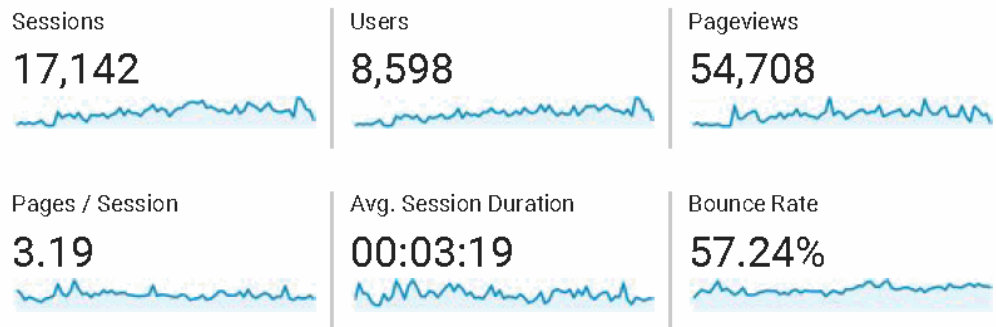 Sessions
17,142
Users
8,598
Pageviews
54,708
Pages / Session
3.19
Avg. Session Duration
00:03:19
Bounce Rate
57.24%